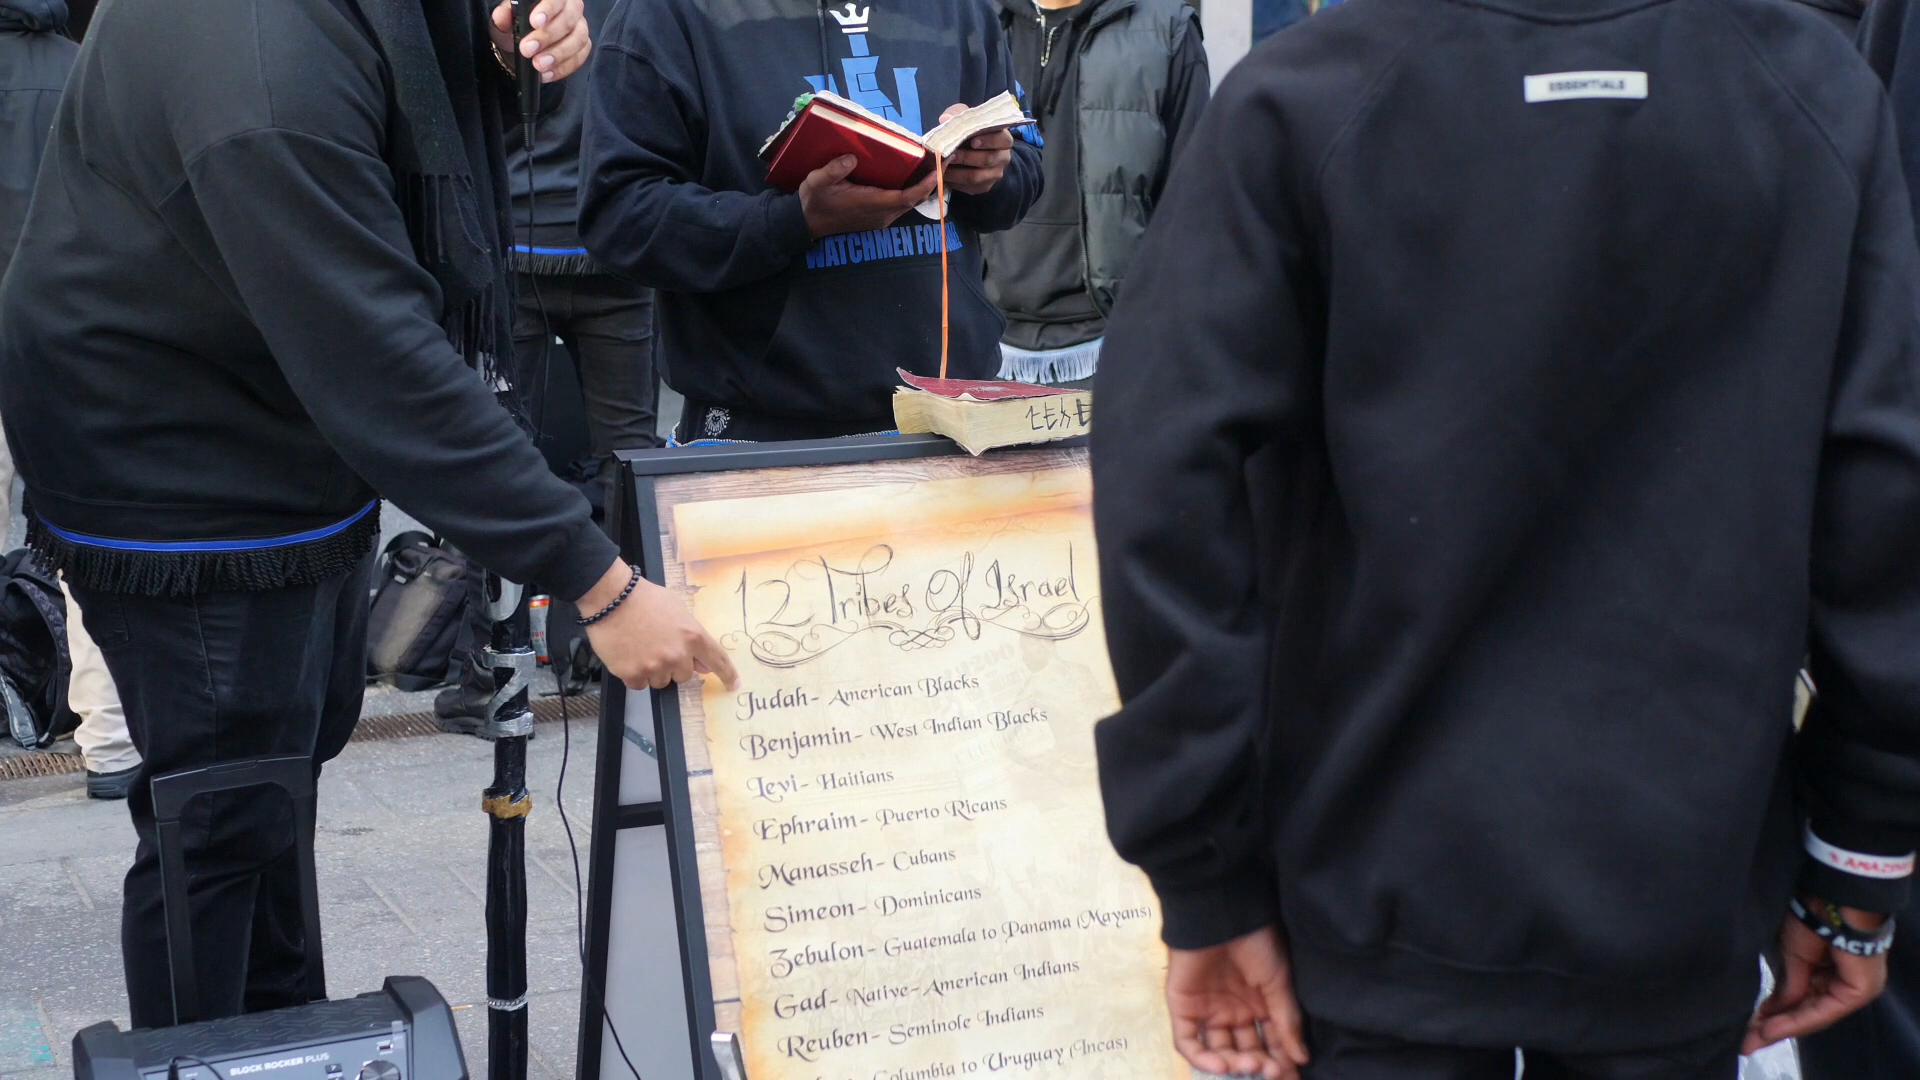 ESSENTIALS
WATCHMEN FOR
12 Tribes Of Israel
Judah- American Blacks
Benjamin- West Indian Blacks
Levi- Haitians
Ephraim- Puerto Ricans
Manasseh- Cubans
Simeon- Dominicans
Zebulon- Guatemala to Panama (Mayans)
Gad- Native-American Indians
Reuben- Seminole Indians
Columbia to Uruguay (Incas)
BLOCK ROCKER PLUS